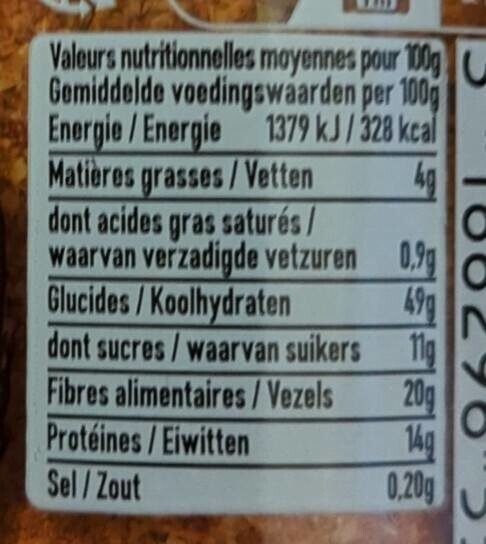 Valeurs nutritionnelles moyennes pour 100g
Gemiddelde voedingswaarden per 100g
Energie / Energie 1379 kJ / 328 kcal
Matières grasses / Vetten 4g
dont acides gras saturés /
waarvan verzadigde vetzuren 0,9g
Glucides / Koolhydraten 49g
dont sucres / waarvan suikers 11g
Fibres alimentaires / Vezels 20g
Protéines / Eiwitten 14g
Sel / Zout 0,20g